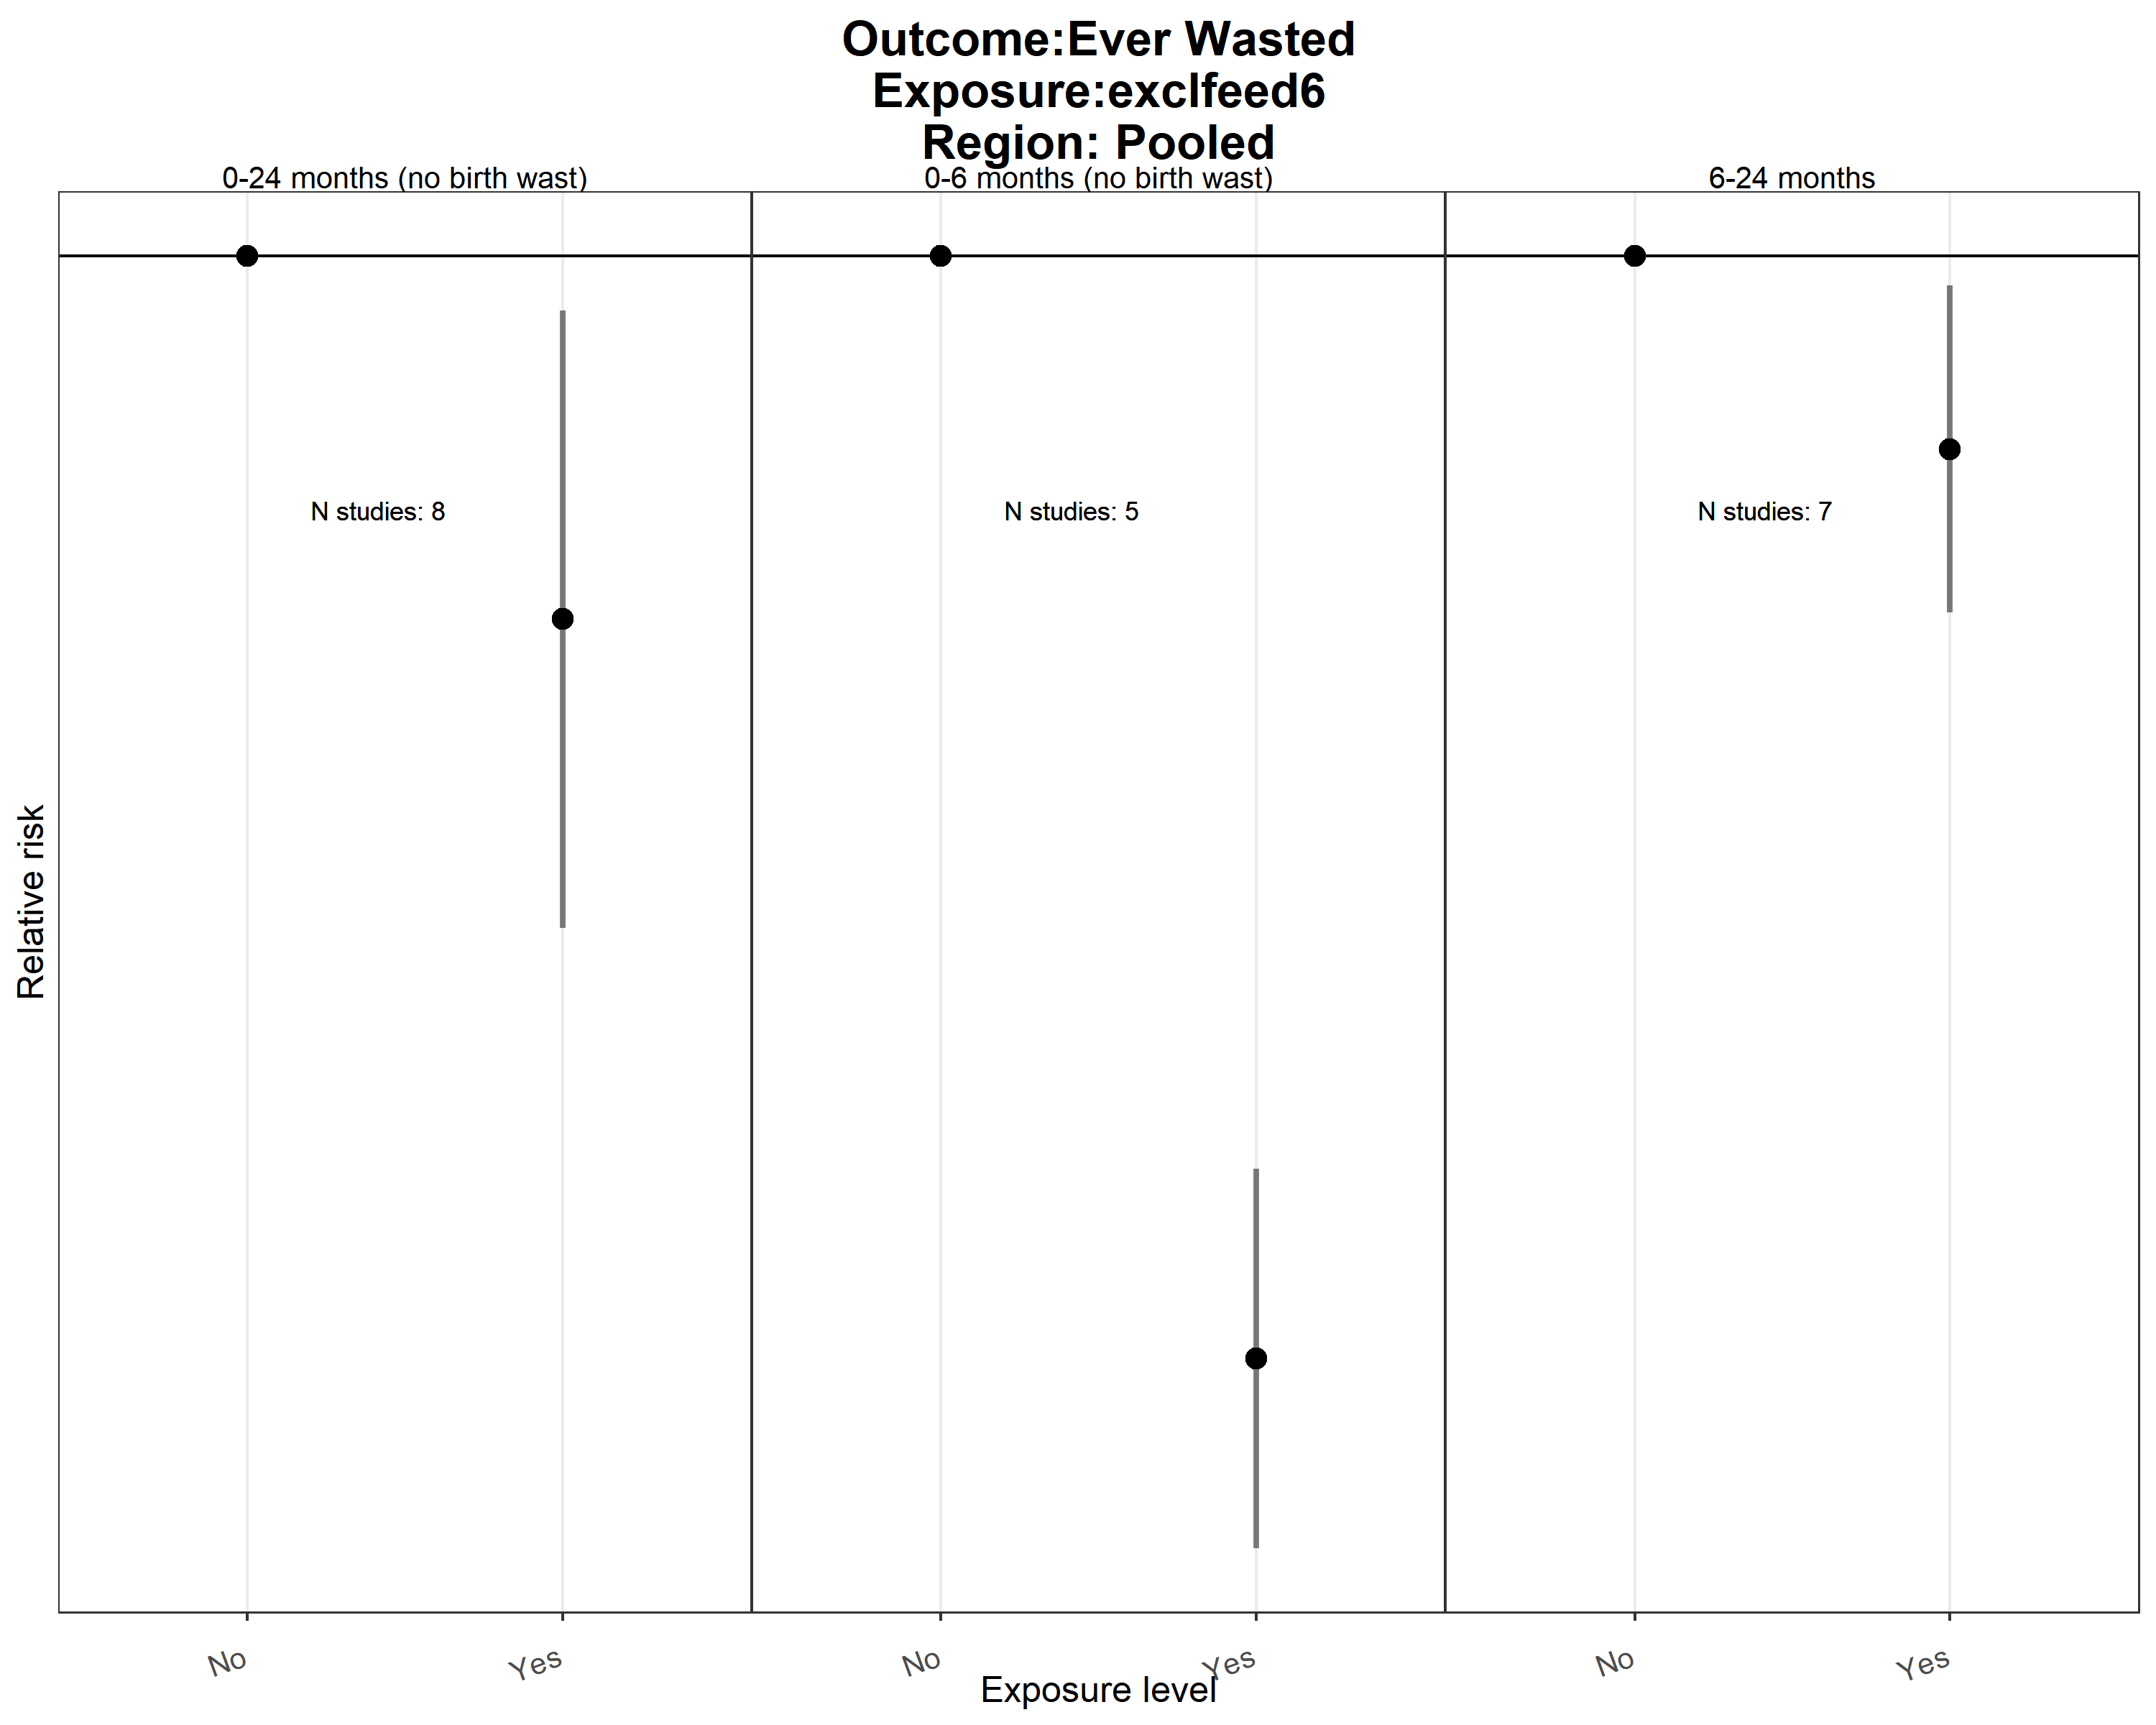 Outcome:Ever Wasted
Exposure:exclfeed6
Region: Pooled
0-24 months (no birth wast)
0-6 months (no birth wast)
6-24 months
N studies: 8
N studies: 5
N studies: 7
Relative risk
No
Yes
No
Yes
No
Yes
Exposure level